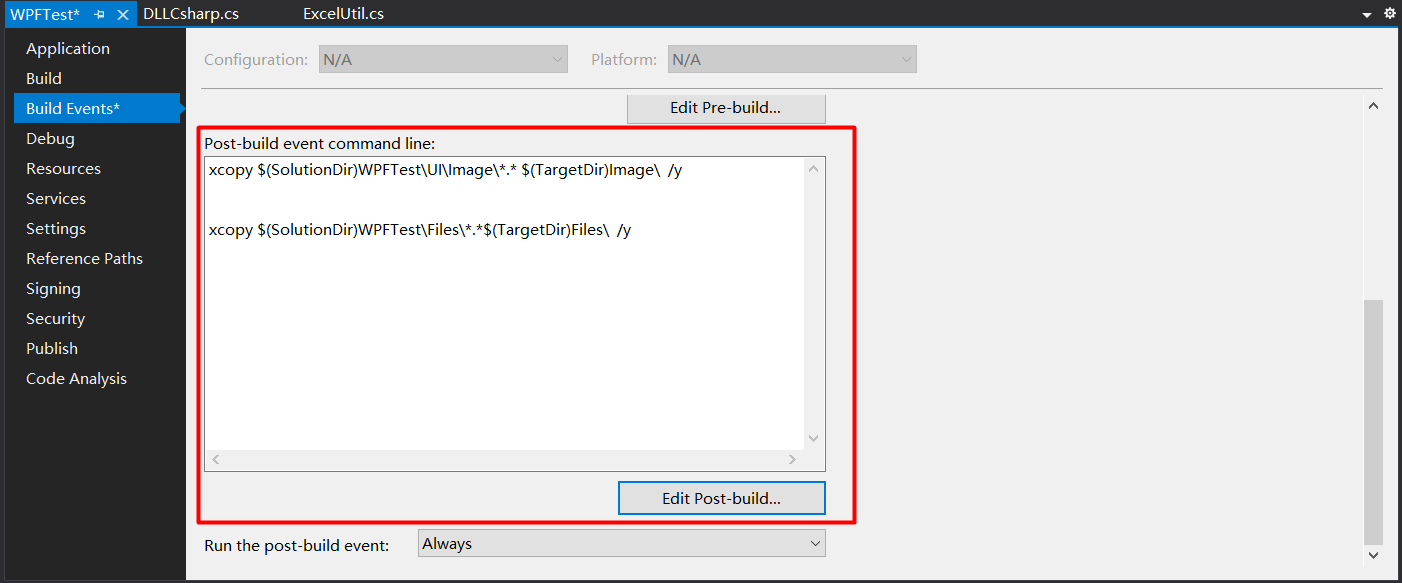 WPFTest* DLLCsharp.cs ExcelUtil.cs
Application
Build
Build Events*
Debug
Resources
Services
Settings
Reference Paths
Signing
Security
Publish
Code Analysis
Configuration: N/A Platform: N/A
Edit Pre-build...
Post-build event command line:
xcopy $(SolutionDir)WPFTest\UI\Image\*.* $(TargetDir)Image\  /y
xcopy $(SolutionDir)WPFTest\Files\*.*$(TargetDir)Files\  /y
Edit Post-build...
Run the post-build event: Always